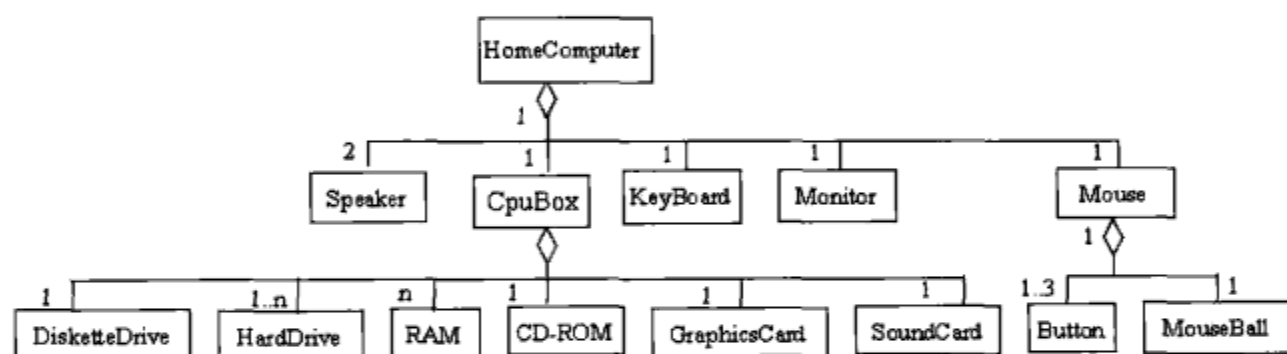 HomeComputer
1
2 1 1 1 1
Speaker CpuBox KeyBoard Monitor Mouse
1
1 1..n n 1 1 1 1..3 1
DisketteDrive HardDrive RAM CD-ROM GraphicsCard SoundCard Button MouseBall